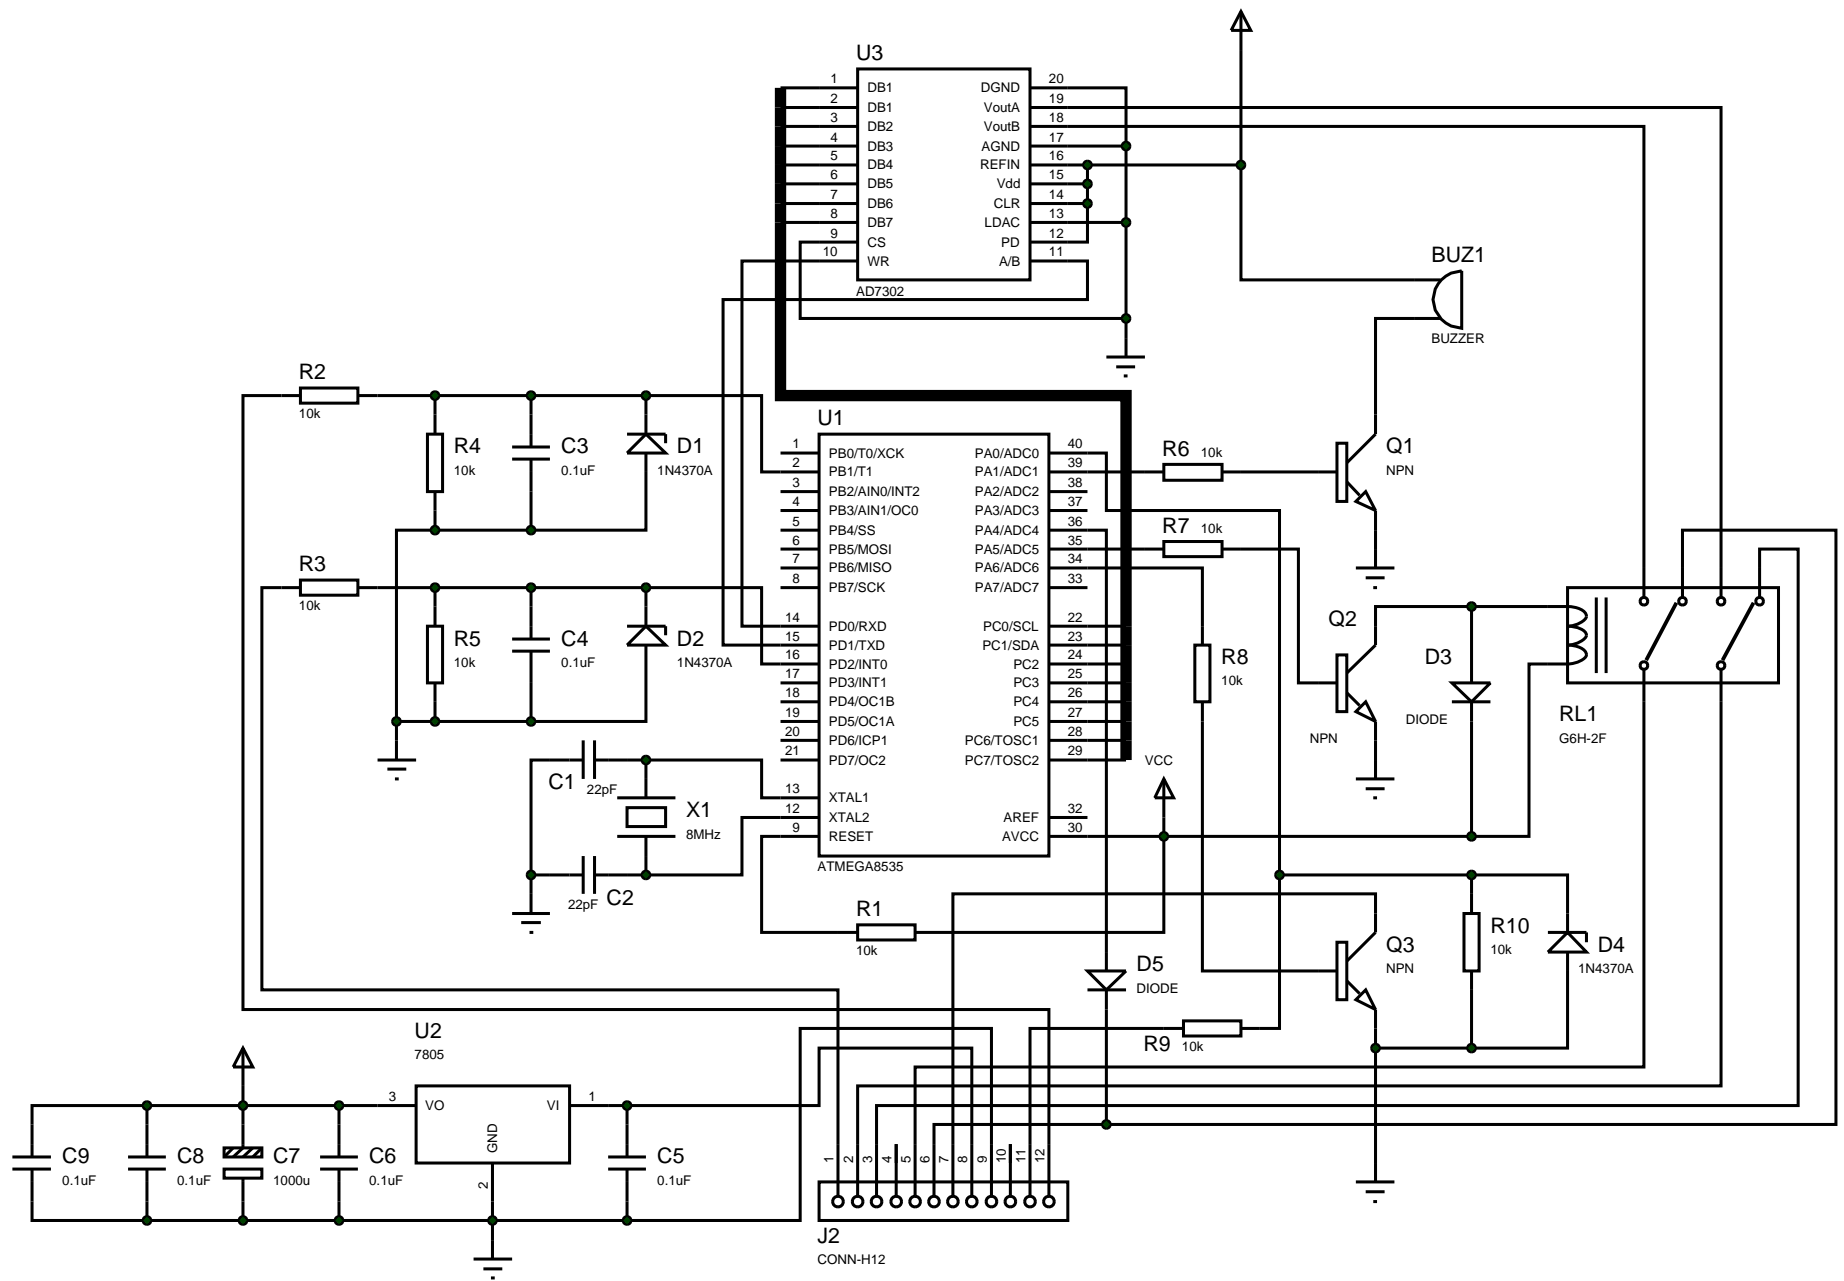 U3
1 DB1 DGND 20
2 DB1 VoutA 19
3 DB2 VoutB 18
4 DB3 AGND 17
5 DB4 REFIN 16
6 DB5 Vdd 15
7 DB6 CLR 14
8 DB7 LDAC 13
9 CS PD 12
10 WR A/B 11
AD7302
BUZ1
BUZZER
R2
10k
R4
10k
C3
0.1uF
D1
1N4370A
R3
10k
R5
10k
C4
0.1uF
D2
1N4370A
U1
1 PB0/T0/XCK PA0/ADC0 40
2 PB1/T1 PA1/ADC1 39
3 PB2/AIN0/INT2 PA2/ADC2 38
4 PB3/AIN1/OC0 PA3/ADC3 37
5 PB4/SS PA4/ADC4 36
6 PB5/MOSI PA5/ADC5 35
7 PB6/MISO PA6/ADC6 34
8 PB7/SCK PA7/ADC7 33
14 PD0/RXD PC0/SCL 22
15 PD1/TXD PC1/SDA 23
16 PD2/INT0 PC2 24
17 PD3/INT1 PC3 25
18 PD4/OC1B PC4 26
19 PD5/OC1A PC5 27
20 PD6/ICP1 PC6/TOSC1 28
21 PD7/OC2 PC7/TOSC2 29
13 XTAL1
12 XTAL2 AREF 32
9 RESET AVCC 30
ATMEGA8535
R6 10k
Q1
NPN
R7 10k
Q2
NPN
R8
10k
D3
DIODE
RL1
G6H-2F
VCC
C1
22pF
X1
8MHz
22pF C2
R1
10k
D5
DIODE
Q3
NPN
R10
10k
D4
1N4370A
R9 10k
U2
7805
3 VO VI 1
GND
2
C9
0.1uF
C8
0.1uF
C7
1000u
C6
0.1uF
C5
0.1uF
1 2 3 4 5 6 7 8 9 10 11 12
J2
CONN-H12